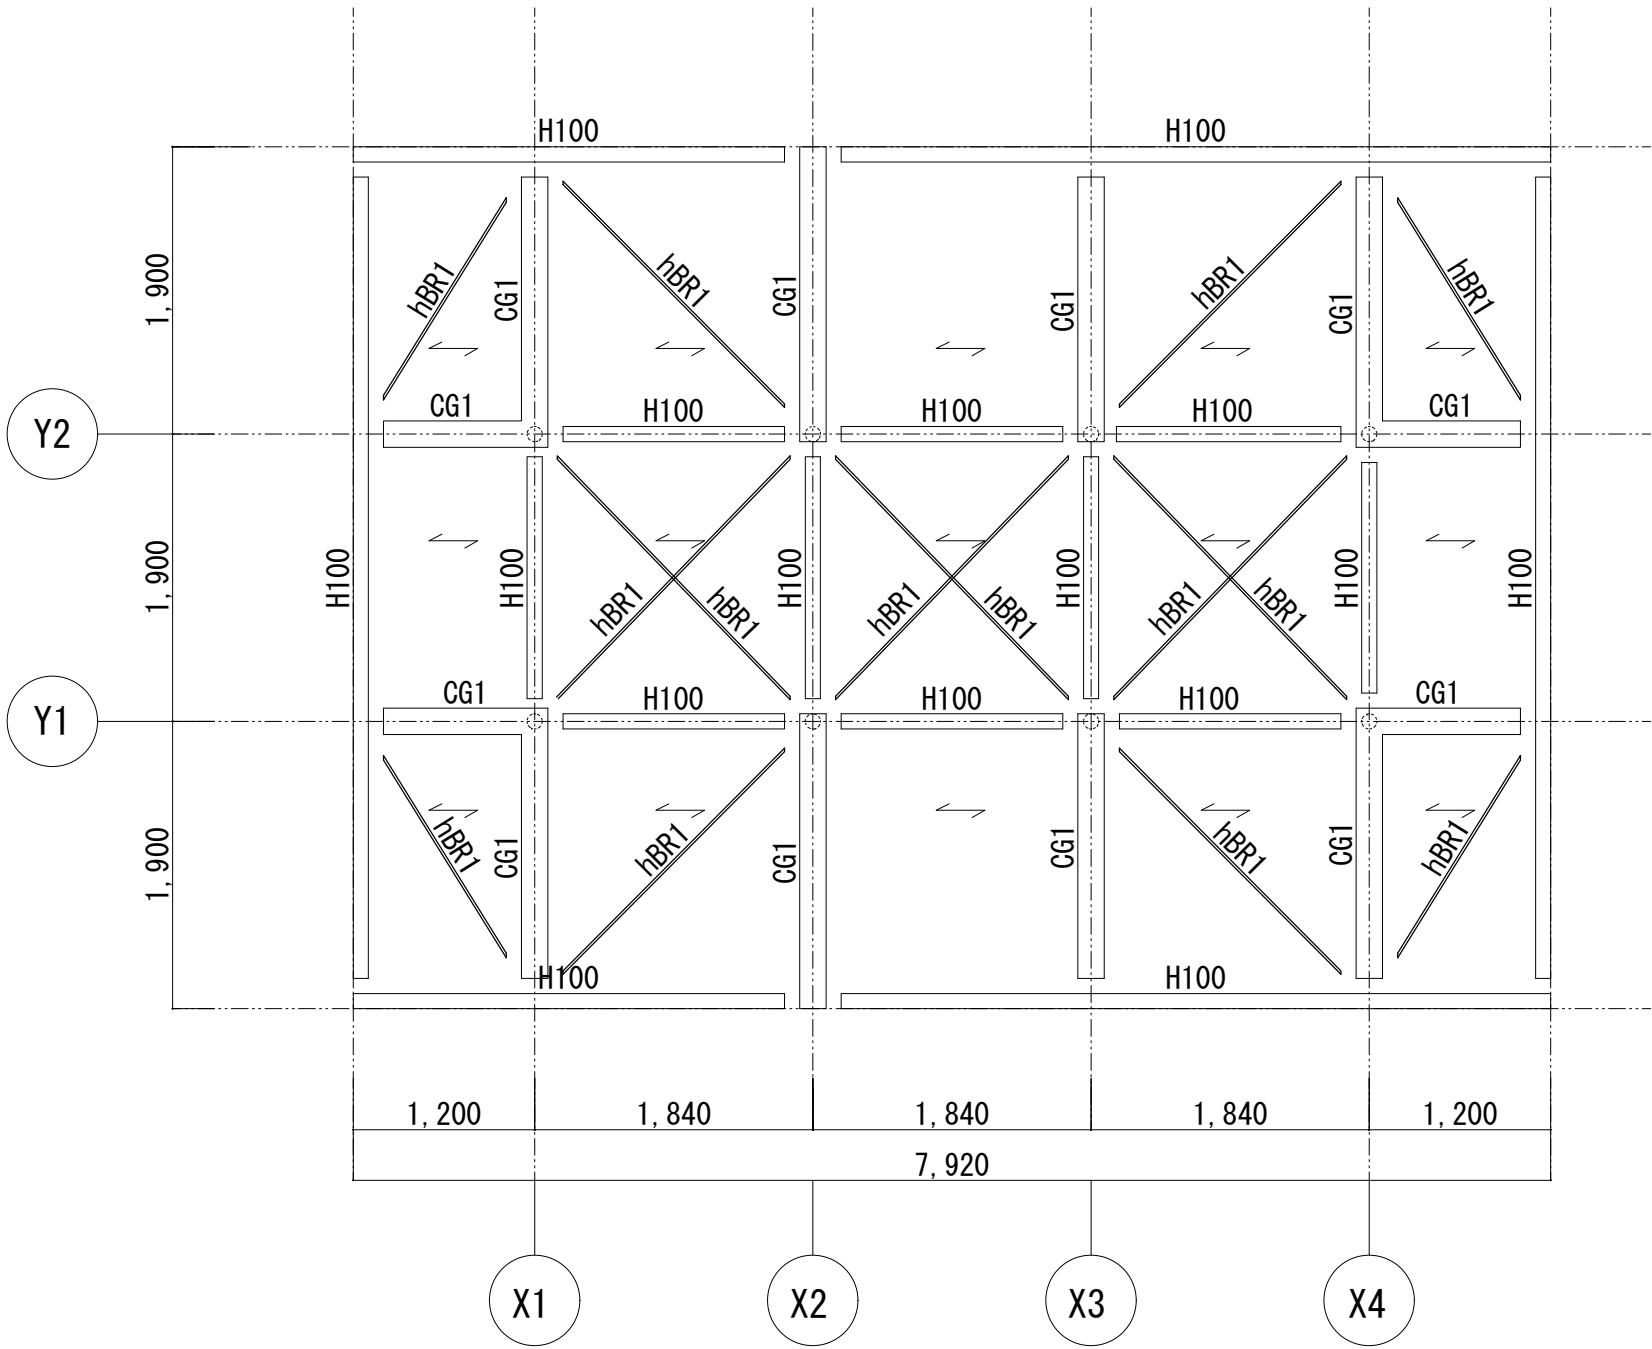 H100 H100
1,900 hBR1 CG1 hBR1 CG1 CG1 hBR1 CG1 hBR1
Y2 CG1 H100 H100 H100 CG1
1,900 H100 H100 hBR1 hBR1 H100 hBR1 hBR1 H100 hBR1 hBR1 H100 H100
Y1 CG1 H100 H100 H100 CG1
1,900 hBR1 CG1 hBR1 CG1 CG1 hBR1 CG1 hBR1
H100 H100
1,200 1,840 1,840 1,840 1,200
7,920
X1 X2 X3 X4